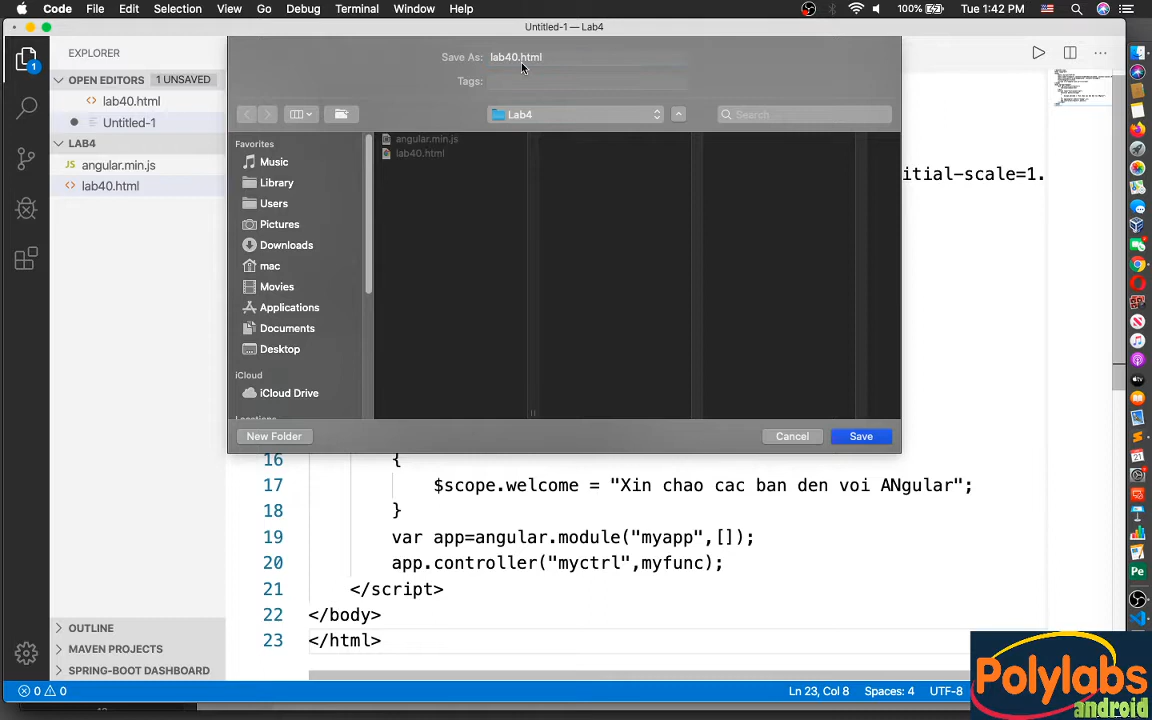 Code File Edit Selection View Go Debug Terminal Window Help 100% Tue 1:42 PM
Untitled-1 — Lab4
EXPLORER
OPEN EDITORS 1 UNSAVED
lab40.html
Untitled-1
LAB4
JS angular.min.js
<> lab40.html
1
Save As: lab40.html
Tags:
Lab4
Search
Favorites
Music
Library
Users
Pictures
Downloads
mac
Movies
Applications
Documents
Desktop
iCloud
iCloud Drive
Locations
angular.min.js
lab40.html
New Folder Cancel Save
itial-scale=1.
16 {
17 $scope.welcome = "Xin chao cac ban den voi ANgular";
18 }
19 var app=angular.module("myapp",[]);
20 app.controller("myctrl",myfunc);
21 </script>
22 </body>
23 </html>
OUTLINE
MAVEN PROJECTS
SPRING-BOOT DASHBOARD
0 0 Ln 23, Col 8 Spaces: 4 UTF-8
Pe
Polylabs
android